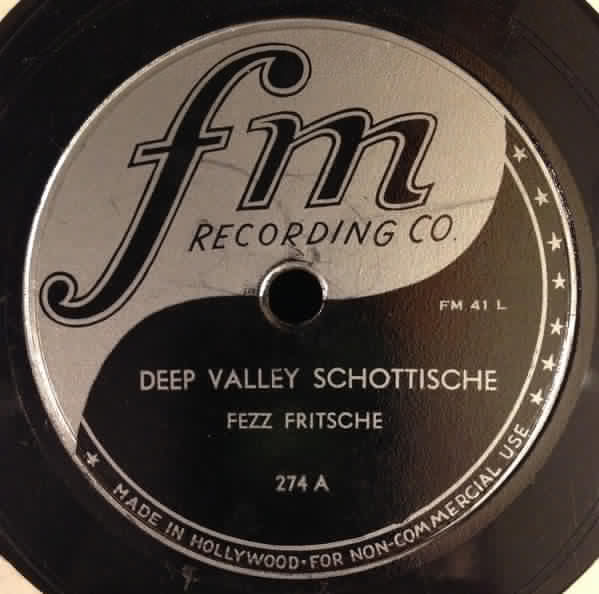 fm
RECORDING CO.
FM 41 L
DEEP VALLEY SCHOTTISCHE
FEZZ FRITSCHE
274 A
MADE IN HOLLYWOOD · FOR NON-COMMERCIAL USE